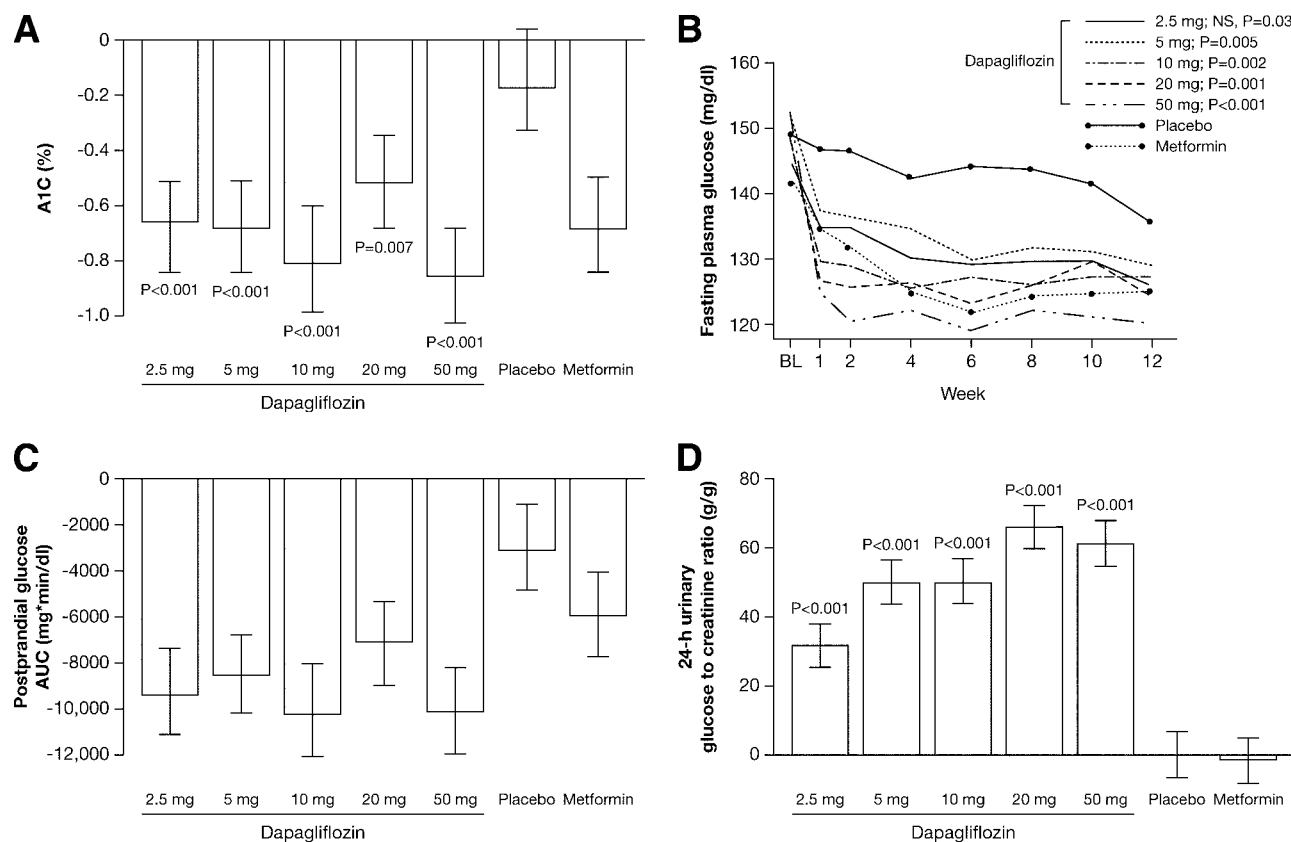 A
0
-0.2
-0.4
-0.6
-0.8
-1.0
A1C (%)
P<0.001
P<0.001
P<0.001
P=0.007
P<0.001
2.5 mg 5 mg 10 mg 20 mg 50 mg Placebo Metformin
Dapagliflozin
B
Dapagliflozin
2.5 mg; NS, P=0.03
5 mg; P=0.005
10 mg; P=0.002
20 mg; P=0.001
50 mg; P<0.001
Placebo
Metformin
160
150
140
130
120
Fasting plasma glucose (mg/dl)
BL 1 2 4 6 8 10 12
Week
C
0
-2000
-4000
-6000
-8000
-10,000
-12,000
Postprandial glucose
AUC (mg*min/dl)
2.5 mg 5 mg 10 mg 20 mg 50 mg Placebo Metformin
Dapagliflozin
D
80
60
40
20
0
20
24-h urinary
glucose to creatinine ratio (g/g)
P<0.001
P<0.001
P<0.001
P<0.001
P<0.001
2.5 mg 5 mg 10 mg 20 mg 50 mg Placebo Metformin
Dapagliflozin